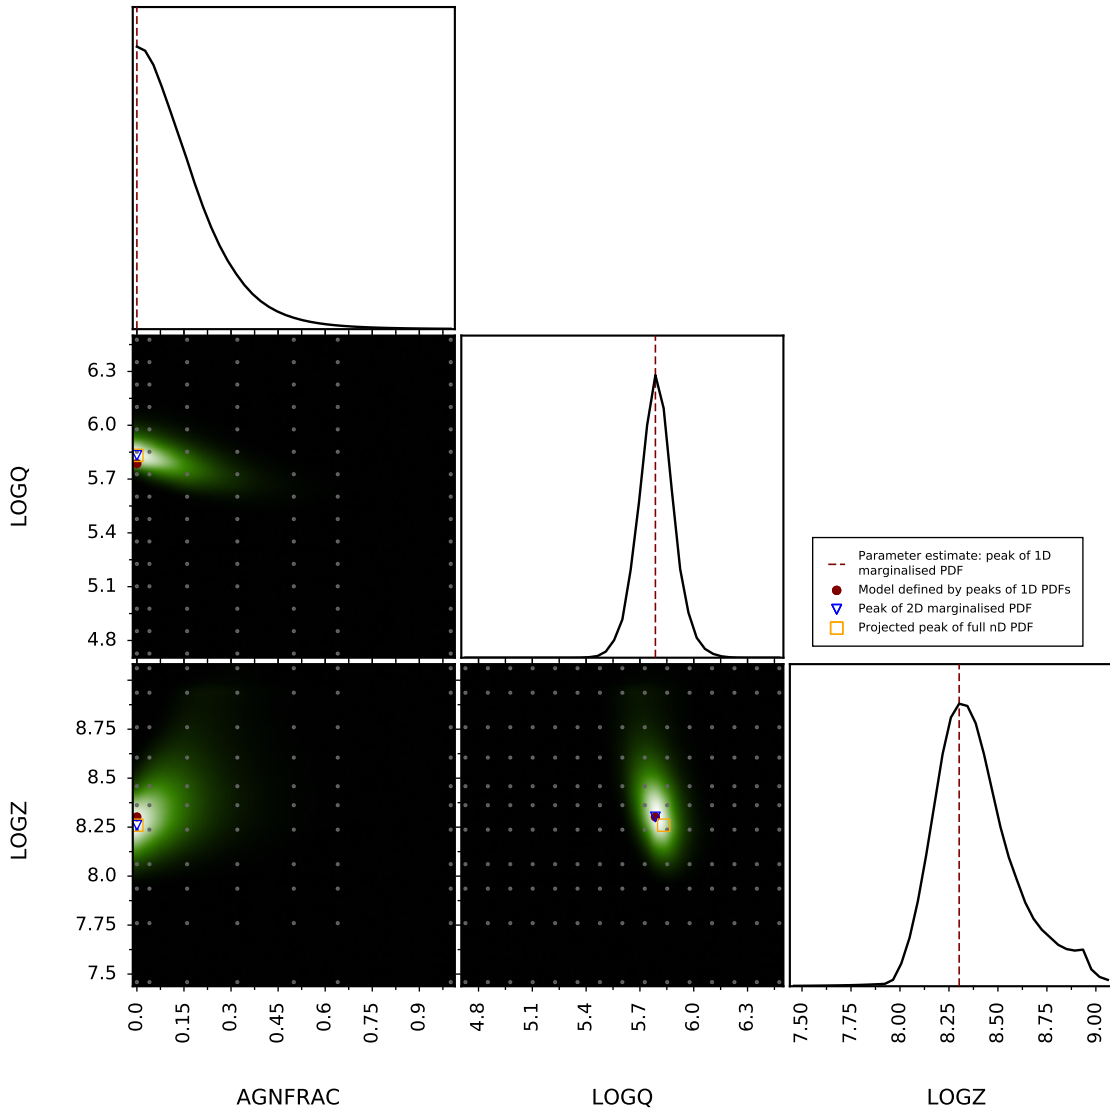 6.3
6.0
5.7
5.4
5.1
4.8
LOGQ
Parameter estimate: peak of 1D
marginalised PDF
Model defined by peaks of 1D PDFs
Peak of 2D marginalised PDF
Projected peak of full nD PDF
8.75
8.5
8.25
8.0
7.75
7.5
LOGZ
0.0 0.15 0.3 0.45 0.6 0.75 0.9
4.8 5.1 5.4 5.7 6.0 6.3
7.50 7.75 8.00 8.25 8.50 8.75 9.00
AGNFRAC LOGQ LOGZ